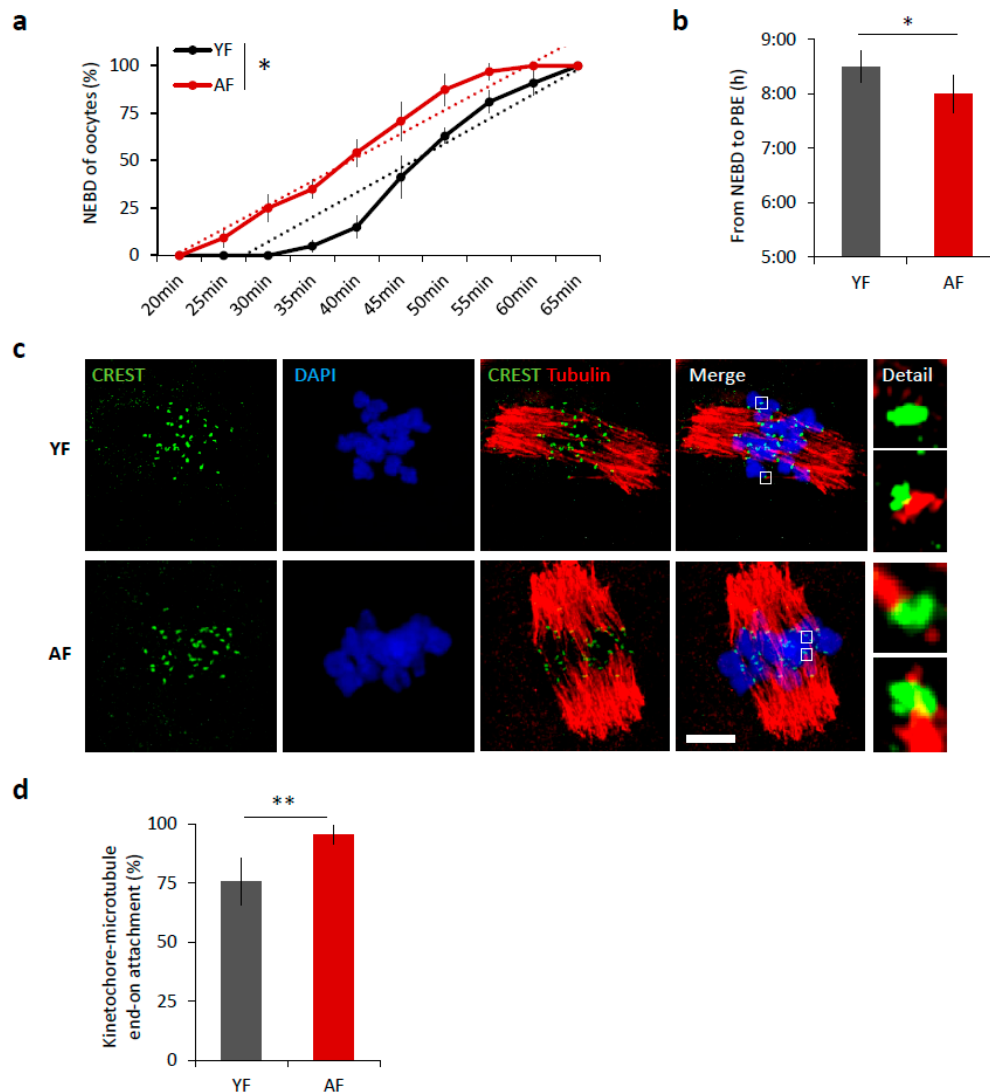 a
YF
AF
*
NEBD of oocytes (%)
100
75
50
25
0
20min
25min
30min
35min
40min
45min
50min
55min
60min
65min
b
*
From NEBD to PBE (h)
9:00
8:00
7:00
6:00
5:00
YF
AF
c
CREST
DAPI
CREST Tubulin
Merge
Detail
YF
AF
d
**
Kinetochore-microtubule
end-on attachment (%)
100
75
50
25
0
YF
AF